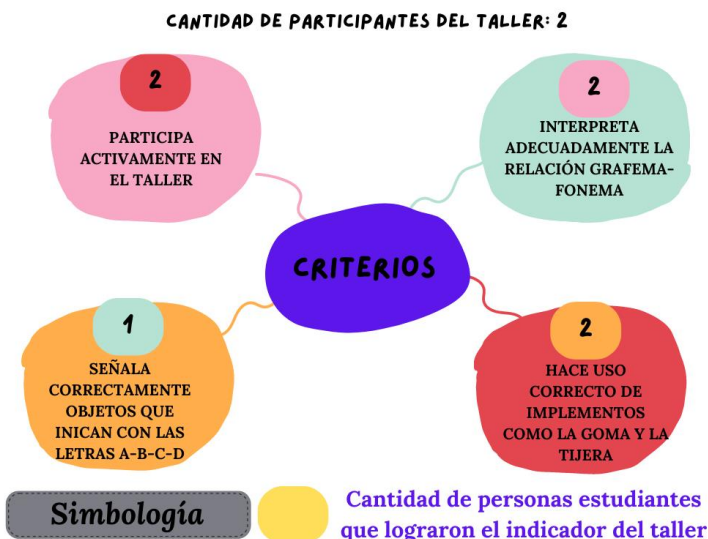 CANTIDAD DE PARTICIPANTES DEL TALLER: 2
2
PARTICIPA
ACTIVAMENTE EN
EL TALLER
2
INTERPRETA
ADECUADAMENTE LA
RELACIÓN GRAFEMA-
FONEMA
CRITERIOS
1
SEÑALA
CORRECTAMENTE
OBJETOS QUE
INICAN CON LAS
LETRAS A-B-C-D
2
HACE USO
CORRECTO DE
IMPLEMENTOS
COMO LA GOMA Y LA
TIJERA
Simbología
Cantidad de personas estudiantes
que lograron el indicador del taller